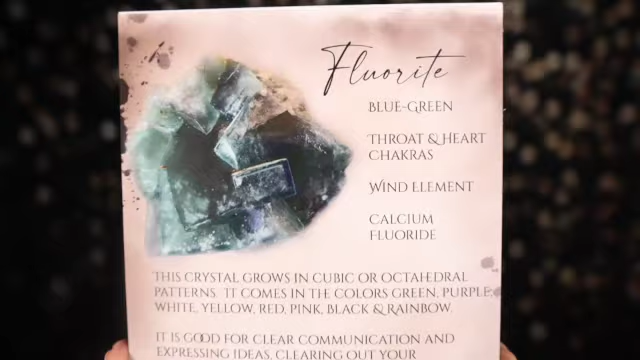 Fluorite
BLUE-GREEN
THROAT & HEART
CHAKRAS
WIND ELEMENT
CALCIUM
FLUORIDE
THIS CRYSTAL GROWS IN CUBIC OR OCTAHEDRAL
PATTERNS. IT COMES IN THE COLORS GREEN, PURPLE,
WHITE, YELLOW, RED, PINK, BLACK & RAINBOW.
IT IS GOOD FOR CLEAR COMMUNICATION AND
EXPRESSING IDEAS, CLEARING OUT YOUR